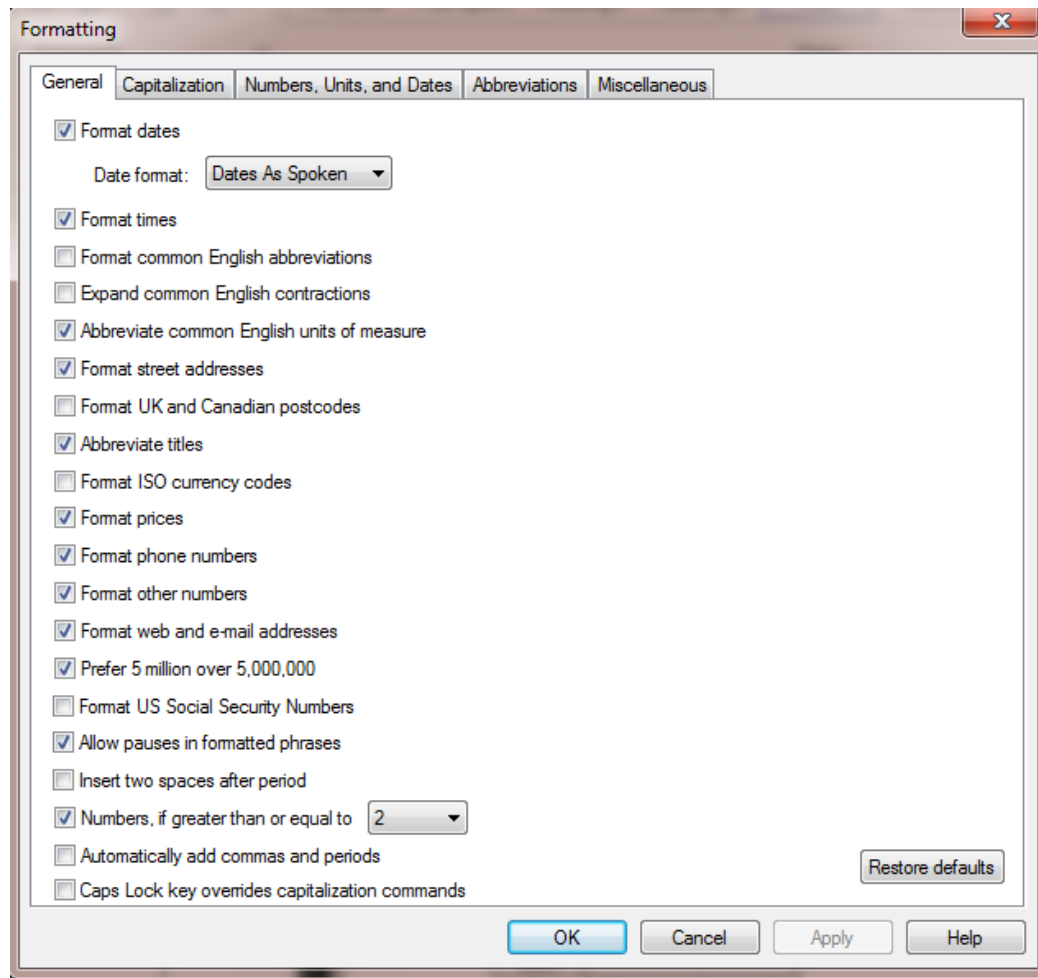 Formatting
General Capitalization Numbers, Units, and Dates Abbreviations Miscellaneous
Format dates
Date format: Dates As Spoken
Format times
Format common English abbreviations
Expand common English contractions
Abbreviate common English units of measure
Format street addresses
Format UK and Canadian postcodes
Abbreviate titles
Format ISO currency codes
Format prices
Format phone numbers
Format other numbers
Format web and e-mail addresses
Prefer 5 million over 5,000,000
Format US Social Security Numbers
Allow pauses in formatted phrases
Insert two spaces after period
Numbers, if greater than or equal to 2
Automatically add commas and periods
Restore defaults
Caps Lock key overrides capitalization commands
OK Cancel Apply Help